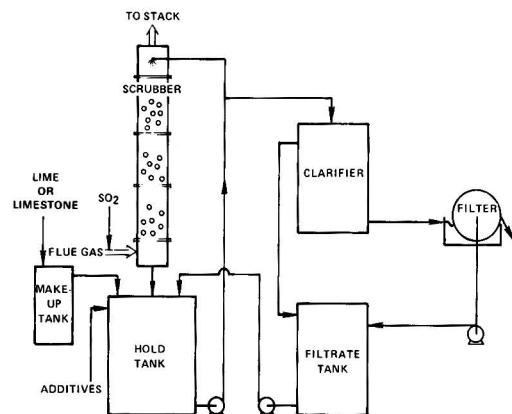 TO STACK
SCRUBBER
CLARIFIER
FILTER
LIME
OR
LIMESTONE
SO2
FLUE GAS
MAKE-
UP
TANK
HOLD
TANK
FILTRATE
TANK
ADDITIVES